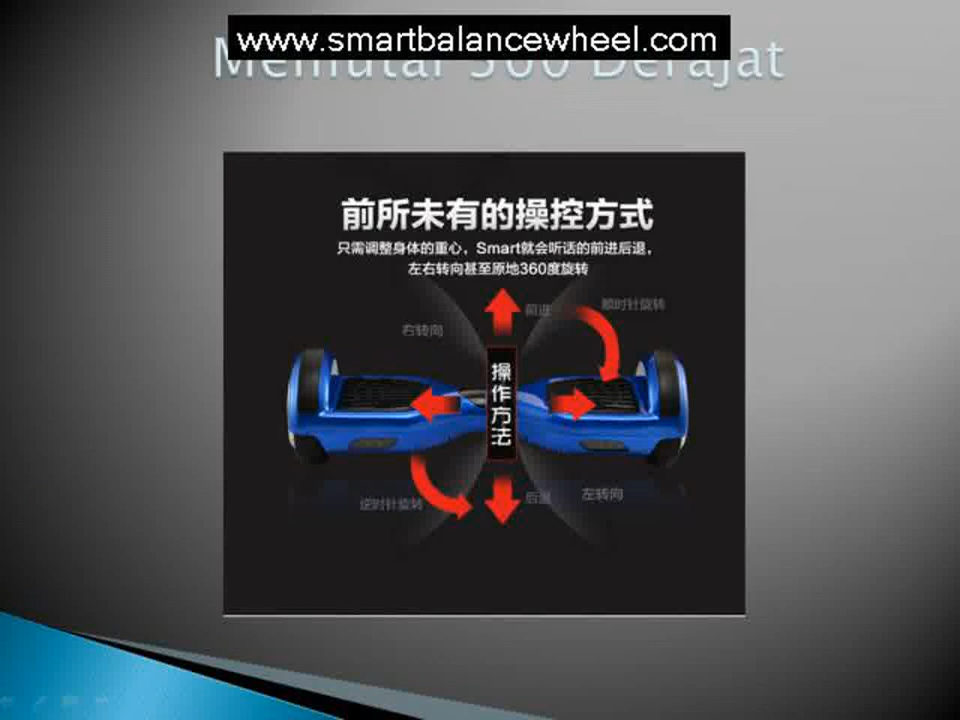 www.smartbalancewheel.com
Memutar 360 Derajat
前所未有的操控方式
只需调整身体的重心，Smart就会听话的前进后退，
左右转向甚至原地360度旋转
前进
顺时针旋转
右转向
操作方法
逆时针旋转
后退
左转向